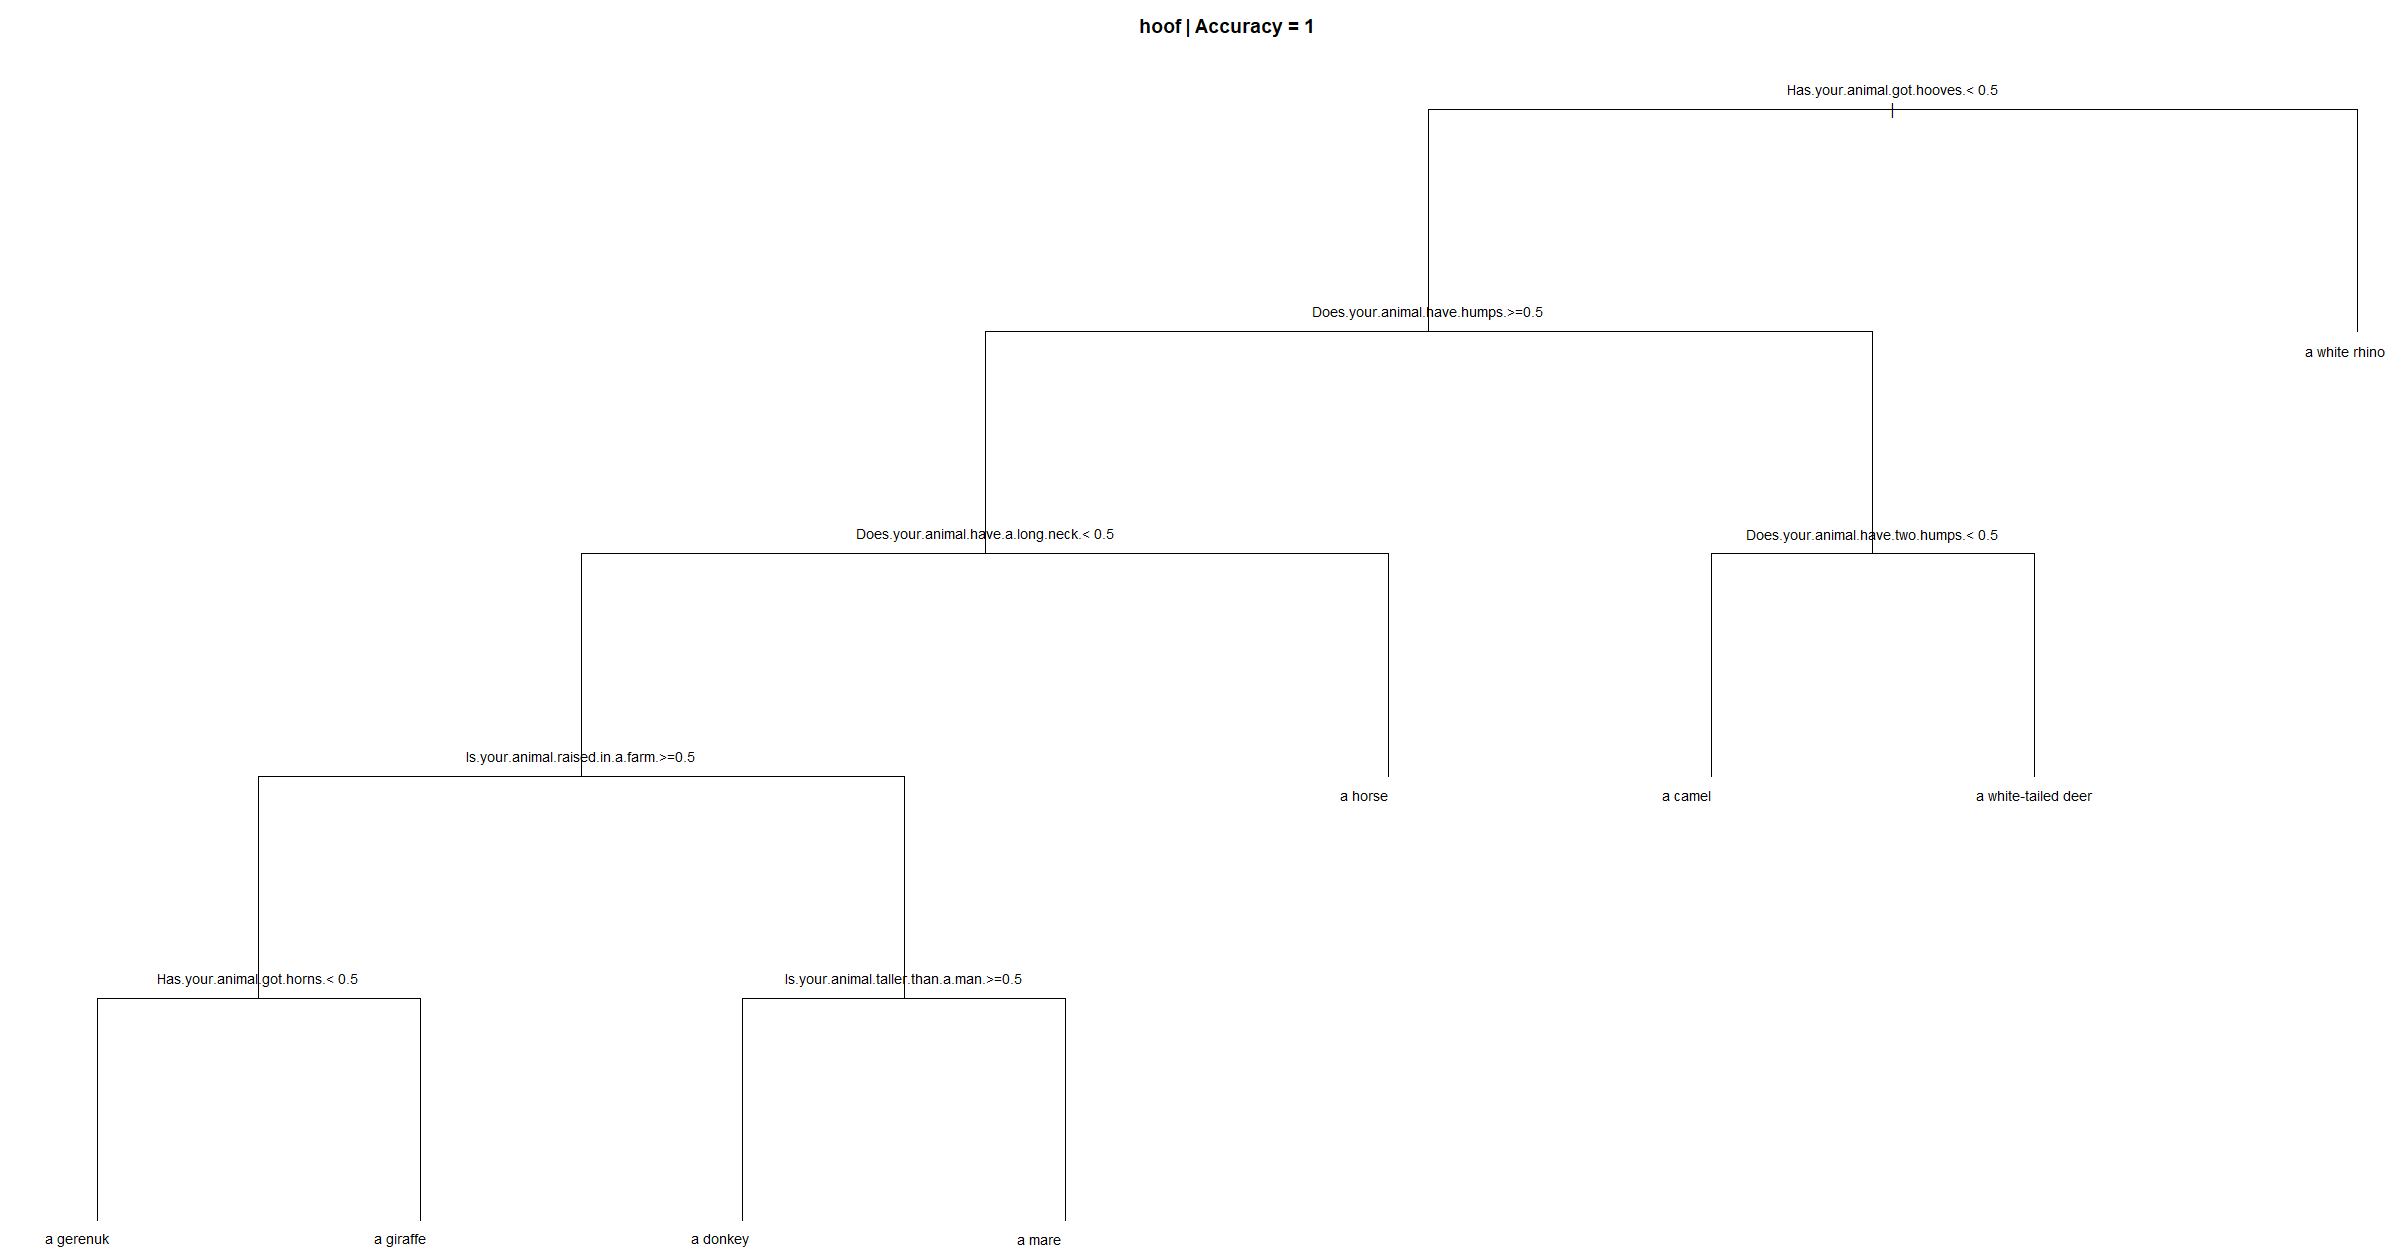 hoof | Accuracy = 1
Has.your.animal.got.hooves.< 0.5
Does.your.animal.have.humps.>=0.5
a white rhino
Does.your.animal.have.a.long.neck.< 0.5
Does.your.animal.have.two.humps.< 0.5
Is.your.animal.raised.in.a.farm.>=0.5
a horse
a camel
a white-tailed deer
Has.your.animal.got.horns.< 0.5
Is.your.animal.taller.than.a.man.>=0.5
a gerenuk
a giraffe
a donkey
a mare